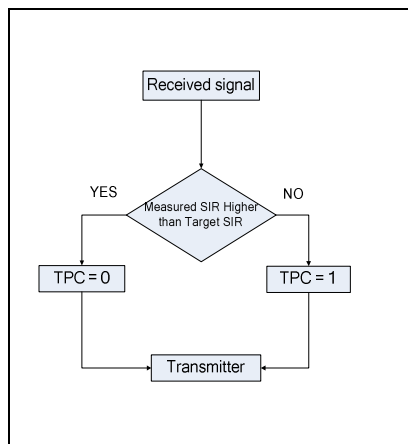 Received signal
YES
NO
Measured SIR Higher
than Target SIR
TPC = 0
TPC = 1
Transmitter